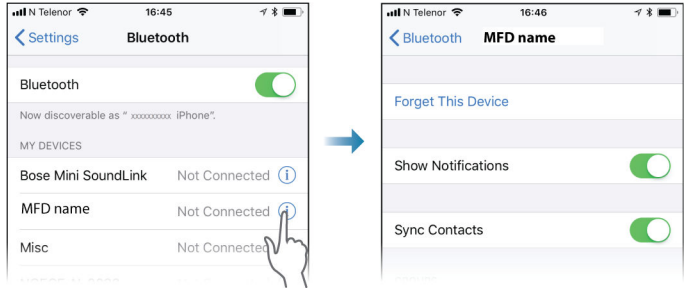 N Telenor 16:45
Settings Bluetooth
Bluetooth
Now discoverable as “ xxxxxxxxxx iPhone”.
MY DEVICES
Bose Mini SoundLink Not Connected i
MFD name Not Connected i
Misc Not Connected
N Telenor 16:46
Bluetooth MFD name
Forget This Device
Show Notifications
Sync Contacts